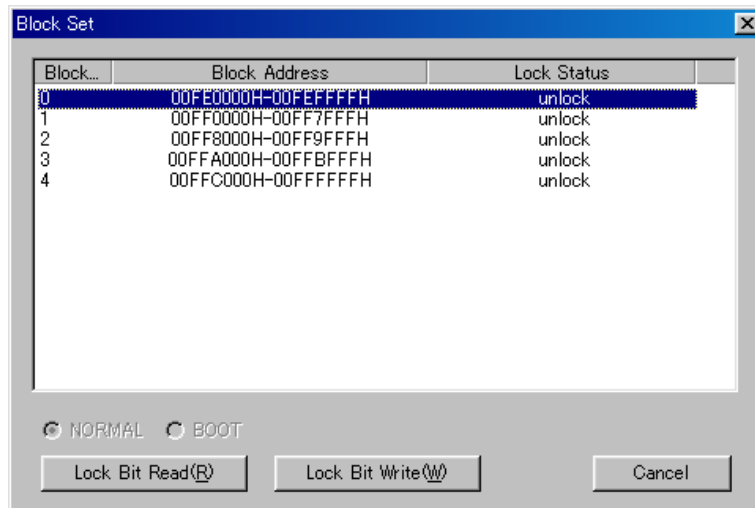 Block Set
Block... Block Address Lock Status
0 00FE0000H-00FEFFFFH unlock
1 00FF0000H-00FF7FFFH unlock
2 00FF8000H-00FF9FFFH unlock
3 00FFA000H-00FFBFFFH unlock
4 00FFC000H-00FFFFFFH unlock
NORMAL BOOT
Lock Bit Read(R) Lock Bit Write(W) Cancel